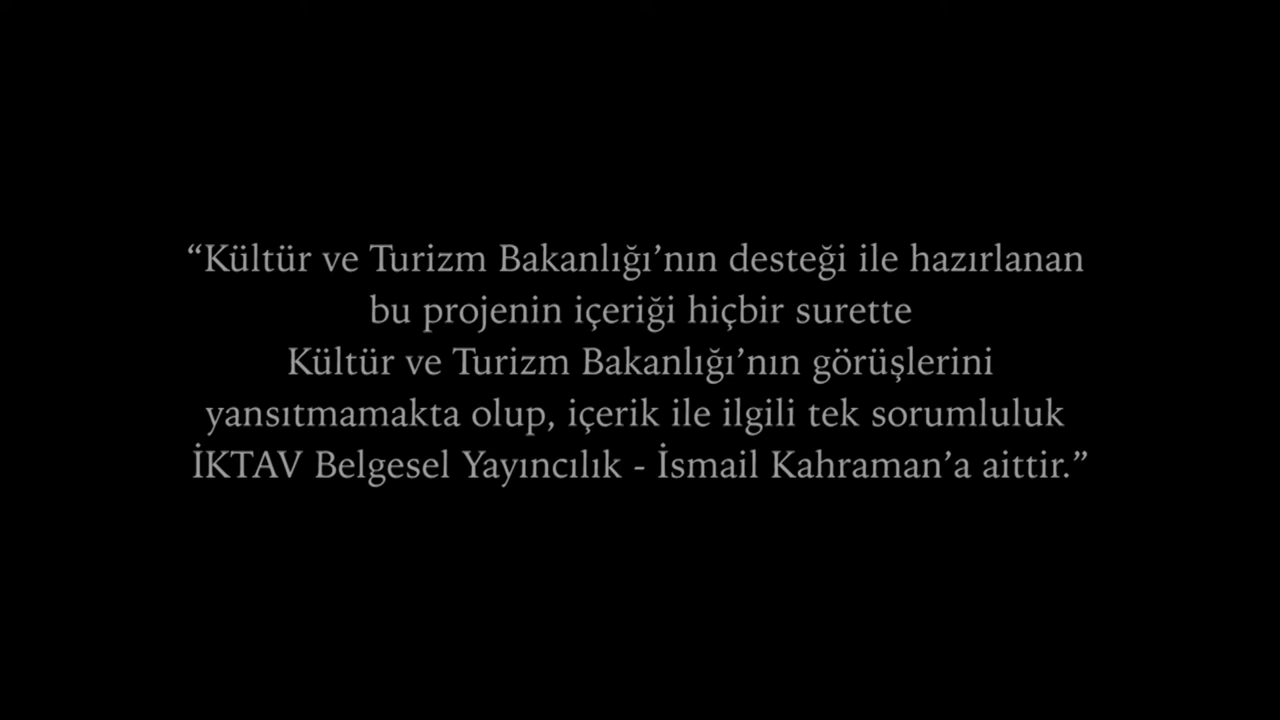 “Kültür ve Turizm Bakanlığı’nın desteği ile hazırlanan
bu projenin içeriği hiçbir surette
Kültür ve Turizm Bakanlığı’nın görüşlerini
yansıtmamakta olup, içerik ile ilgili tek sorumluluk
İKTAV Belgesel Yayıncılık - İsmail Kahraman’a aittir.”